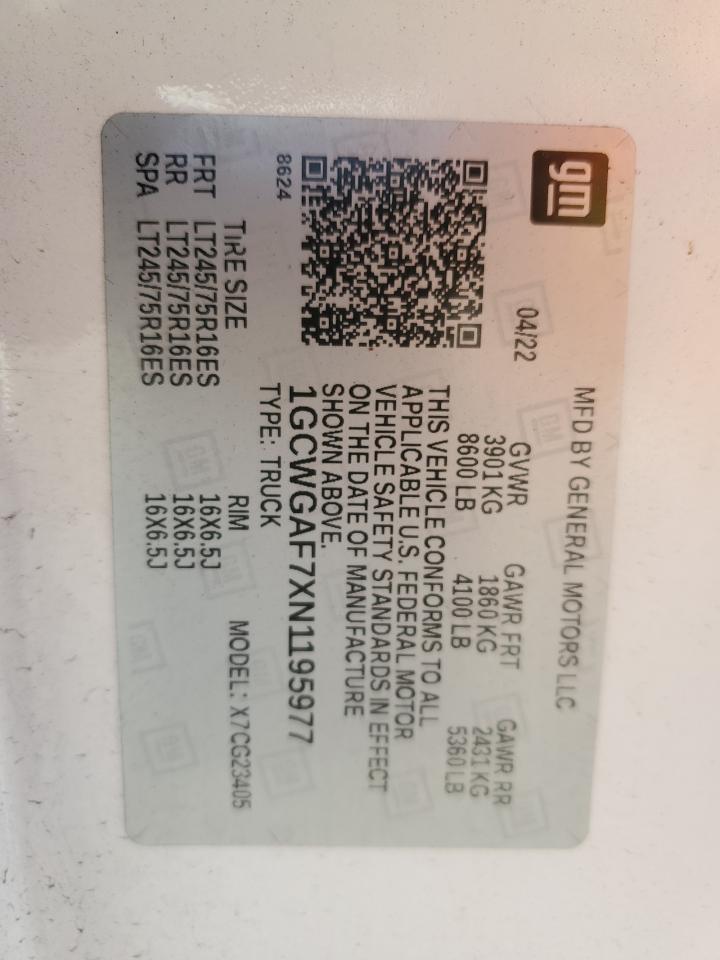 gm
MFD BY GENERAL MOTORS LLC
04/22
GVWR GAWR FRT GAWR RR
3901 KG 1860 KG 2431 KG
8600 LB 4100 LB 5360 LB
THIS VEHICLE CONFORMS TO ALL
APPLICABLE U.S. FEDERAL MOTOR
VEHICLE SAFETY STANDARDS IN EFFECT
ON THE DATE OF MANUFACTURE
SHOWN ABOVE.
8624
1GCWGAF7XN1195977
TYPE: TRUCK MODEL: X7CG23405
TIRE SIZE RIM
FRT LT245/75R16ES 16X6.5J
RR LT245/75R16ES 16X6.5J
SPA LT245/75R16ES 16X6.5J